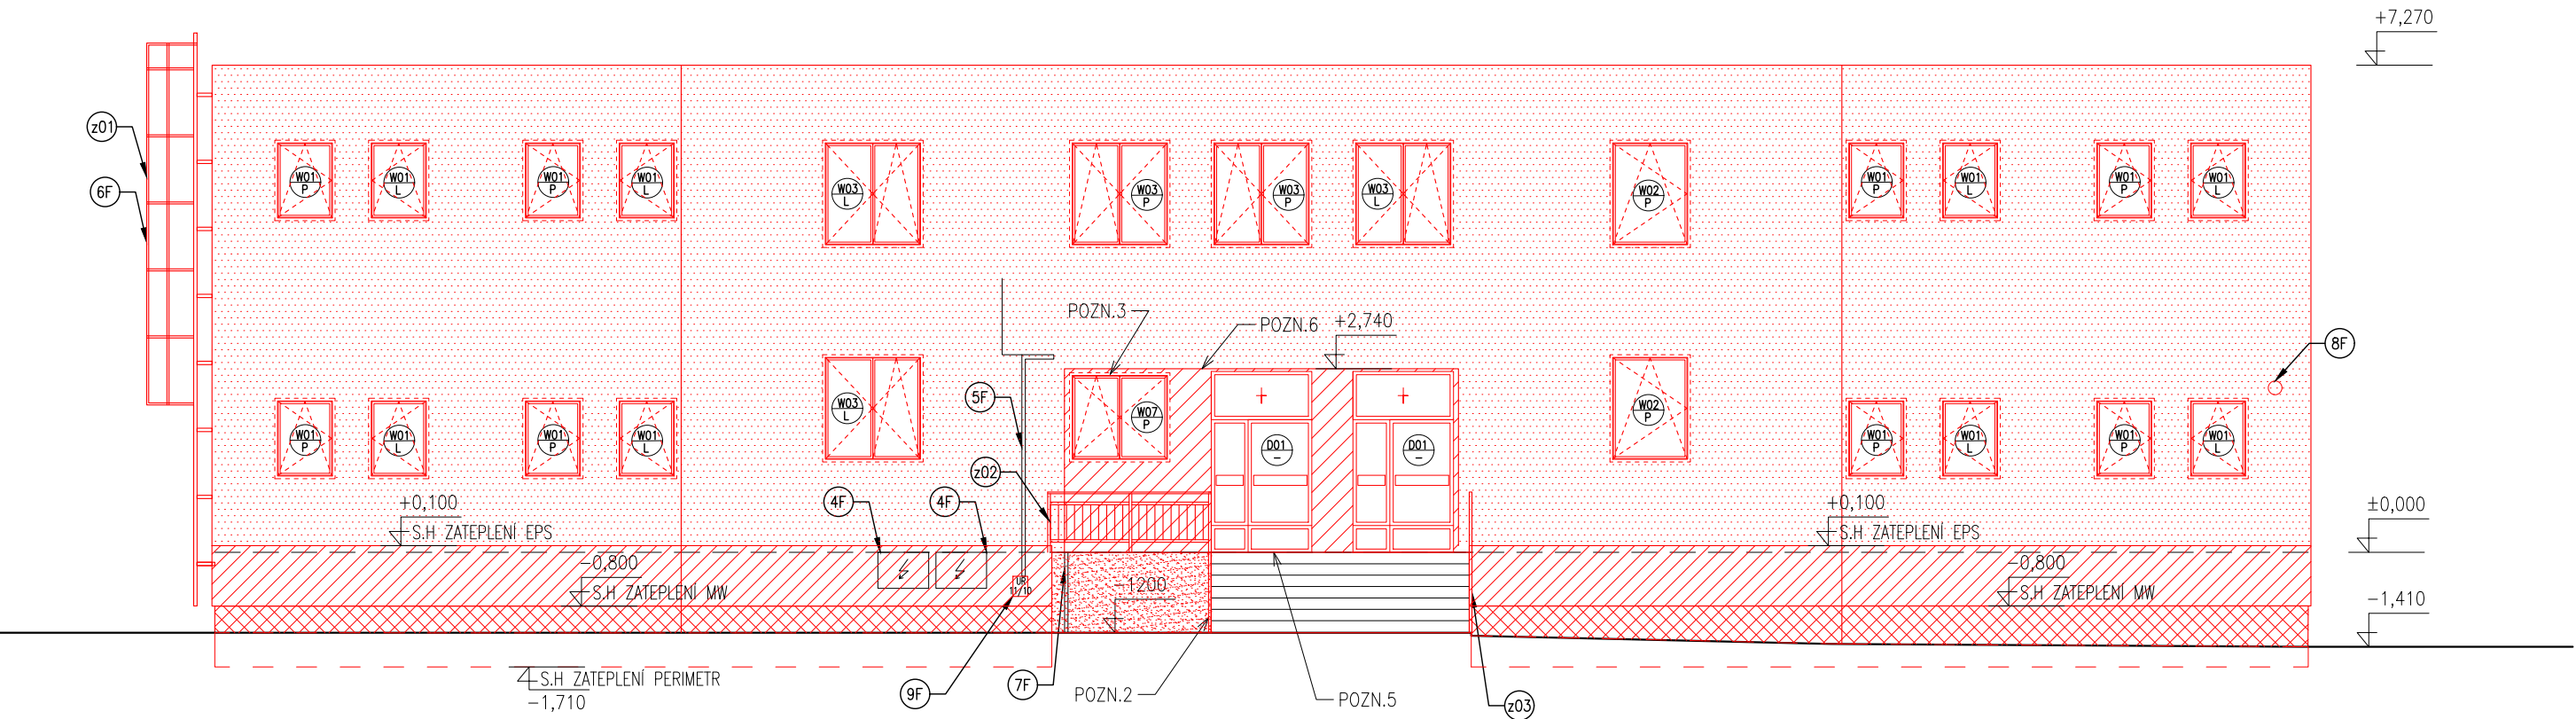 +7,270
z01
6F
W01
P
W01
L
W01
P
W01
L
W03
L
W03
P
W03
P
W03
L
W02
P
W01
P
W01
L
W01
P
W01
L
POZN.3
POZN.6
+2,740
8F
5F
W01
P
W01
L
W01
P
W01
L
W03
L
W07
P
D01
–
D01
–
W02
P
W01
P
W01
L
W01
P
W01
L
z02
4F
4F
+0,100
S.H ZATEPLENÍ EPS
+0,100
S.H ZATEPLENÍ EPS
±0,000
-0,800
S.H ZATEPLENÍ MW
UR
11/10
-1200
-0,800
S.H ZATEPLENÍ MW
-1,410
S.H ZATEPLENÍ PERIMETR
-1,710
9F
7F
POZN.2
POZN.5
z03